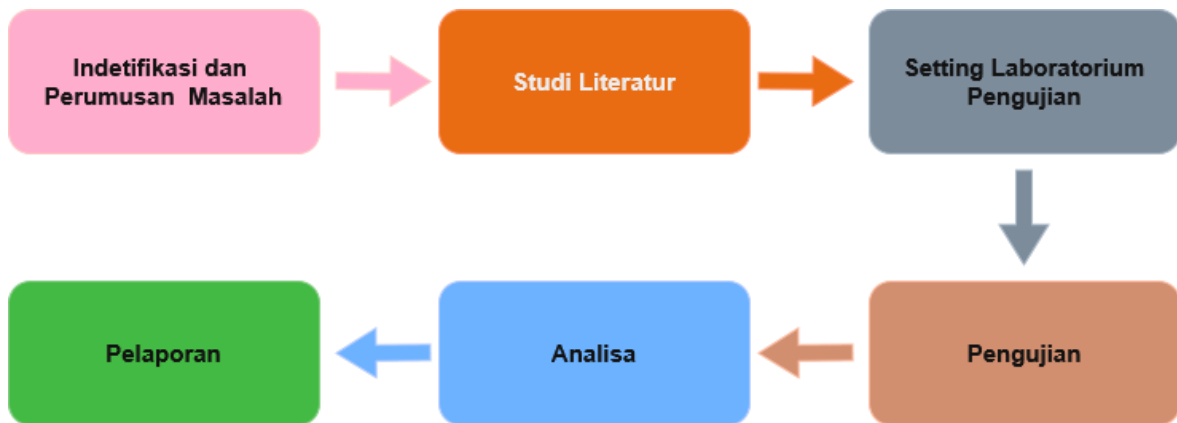 Indetifikasi dan
Perumusan Masalah
Studi Literatur
Setting Laboratorium
Pengujian
Pengujian
Analisa
Pelaporan